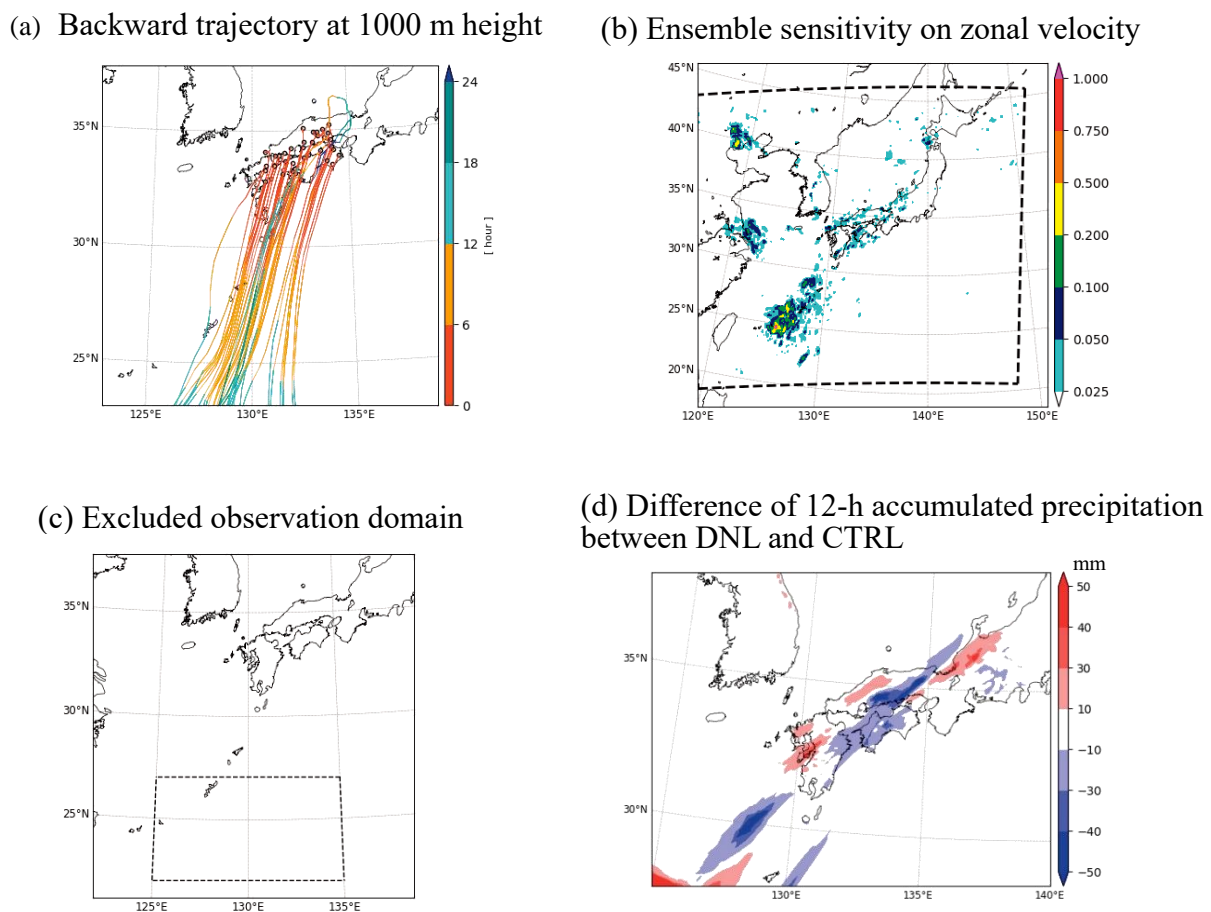 (a) Backward trajectory at 1000 m height
35°N
30°N
25°N
125°E 130°E 135°E
24
18
12
6
0
[ hour ]
(b) Ensemble sensitivity on zonal velocity
45°N
40°N
35°N
30°N
25°N
20°N
120°E 130°E 140°E 150°E
1.000
0.750
0.500
0.200
0.100
0.050
0.025
(c) Excluded observation domain
35°N
30°N
25°N
125°E 130°E 135°E
(d) Difference of 12-h accumulated precipitation
between DNL and CTRL
mm
35°N
30°N
130°E 135°E 140°E
50
40
30
10
−10
−30
−40
−50